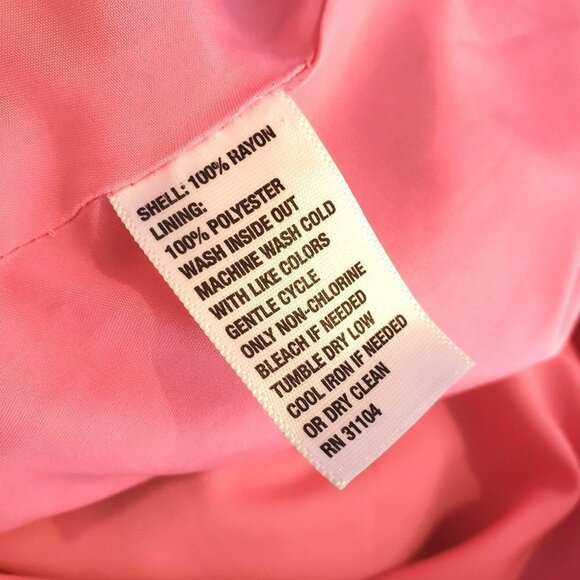 SHELL: 100% RAYON
LINING:
100% POLYESTER
WASH INSIDE OUT
MACHINE WASH COLD
WITH LIKE COLORS
GENTLE CYCLE
ONLY NON-CHLORINE
BLEACH IF NEEDED
TUMBLE DRY LOW
COOL IRON IF NEEDED
OR DRY CLEAN
RN 31104